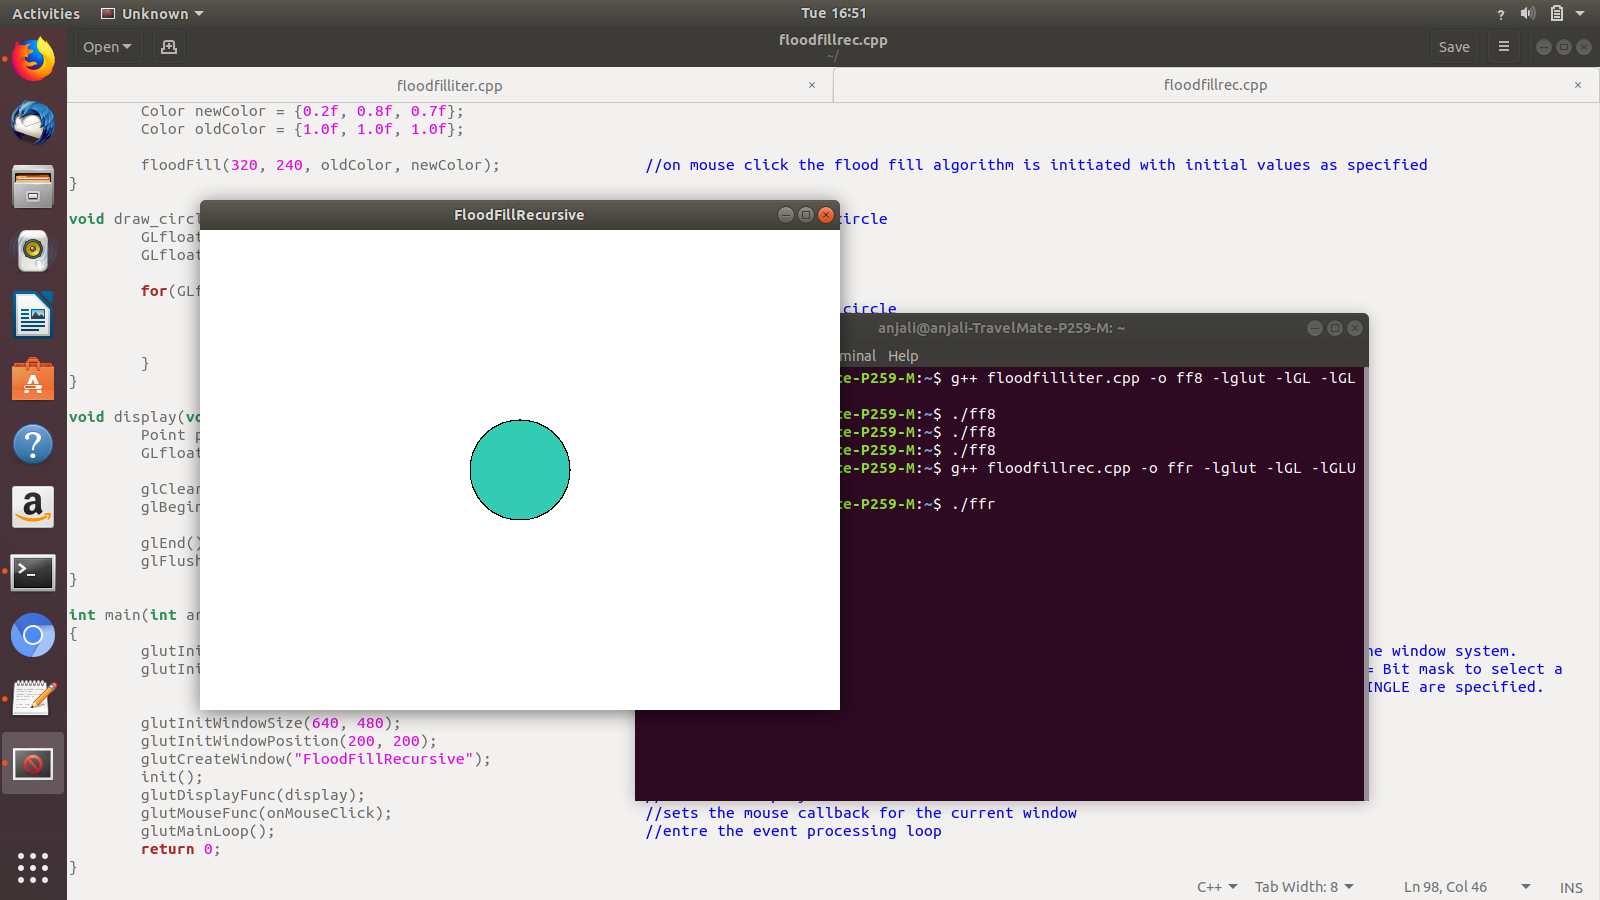 Activities
Unknown
Tue 16:51
?
Open
floodfillrec.cpp
~/
Save
floodfilliter.cpp
×
floodfillrec.cpp
×
Color newColor = {0.2f, 0.8f, 0.7f};
Color oldColor = {1.0f, 1.0f, 1.0f};
floodFill(320, 240, oldColor, newColor); //on mouse click the flood fill algorithm is initiated with initial values as specified
}
void draw_circl
circle
GLfloat
GLfloat
for(GLf
circle
}
}
void display(vo
Point p
GLfloat
glClear
glBegin
glEnd()
glFlush
}
int main(int ar
{
glutIni
he window system.
glutIni
= Bit mask to select a
INGLE are specified.
glutInitWindowSize(640, 480);
glutInitWindowPosition(200, 200);
glutCreateWindow("FloodFillRecursive");
init();
glutDisplayFunc(display);
glutMouseFunc(onMouseClick); //sets the mouse callback for the current window
glutMainLoop(); //entre the event processing loop
return 0;
}
FloodFillRecursive
anjali@anjali-TravelMate-P259-M: ~
minal Help
te-P259-M:~$ g++ floodfilliter.cpp -o ff8 -lglut -lGL -lGL
te-P259-M:~$ ./ff8
te-P259-M:~$ ./ff8
te-P259-M:~$ ./ff8
te-P259-M:~$ g++ floodfillrec.cpp -o ffr -lglut -lGL -lGLU
te-P259-M:~$ ./ffr
C++
Tab Width: 8
Ln 98, Col 46
INS